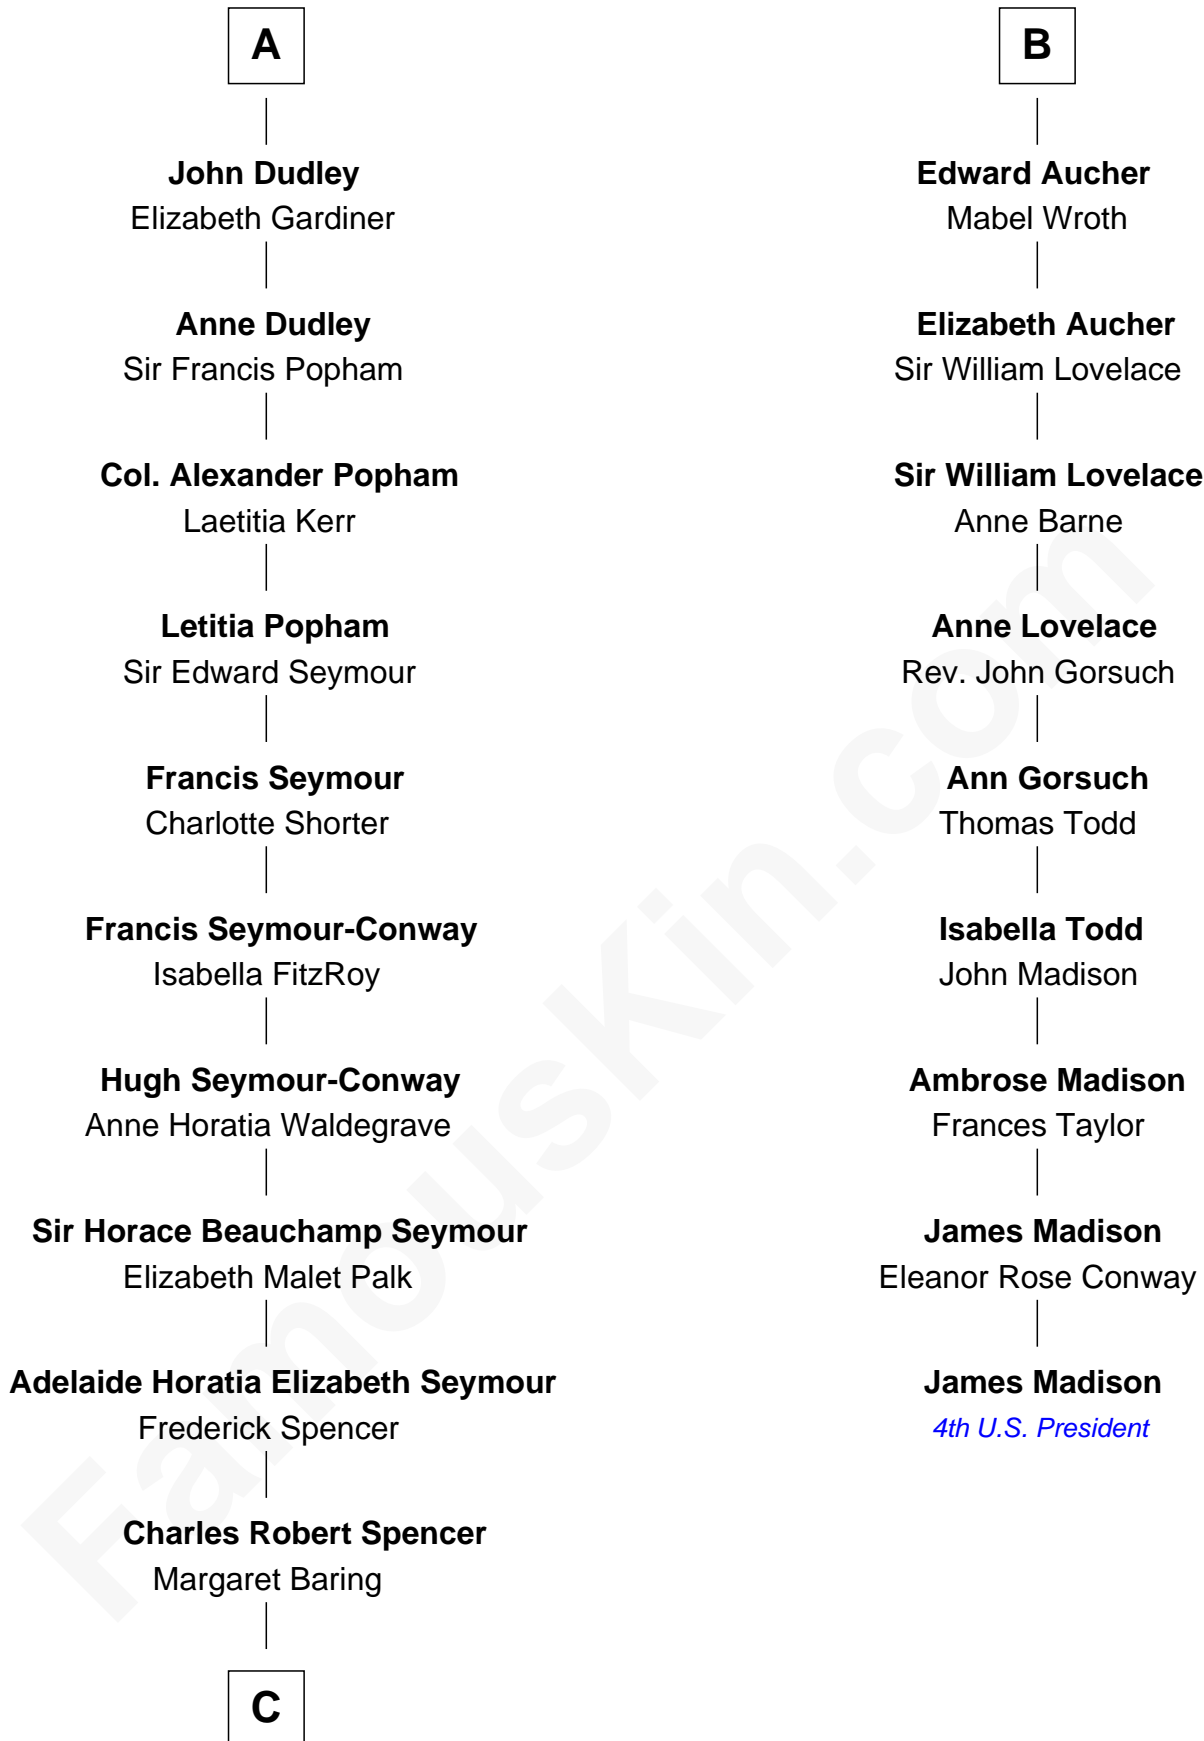 A
John Dudley
Elizabeth Gardiner
Anne Dudley
Sir Francis Popham
Col. Alexander Popham
Laetitia Kerr
Letitia Popham
Sir Edward Seymour
Francis Seymour
Charlotte Shorter
Francis Seymour-Conway
Isabella FitzRoy
Hugh Seymour-Conway
Anne Horatia Waldegrave
Sir Horace Beauchamp Seymour
Elizabeth Malet Palk
Adelaide Horatia Elizabeth Seymour
Frederick Spencer
Charles Robert Spencer
Margaret Baring
C
B
Edward Aucher
Mabel Wroth
Elizabeth Aucher
Sir William Lovelace
Sir William Lovelace
Anne Barne
Anne Lovelace
Rev. John Gorsuch
Ann Gorsuch
Thomas Todd
Isabella Todd
John Madison
Ambrose Madison
Frances Taylor
James Madison
Eleanor Rose Conway
James Madison
4th U.S. President
FamousKin.com